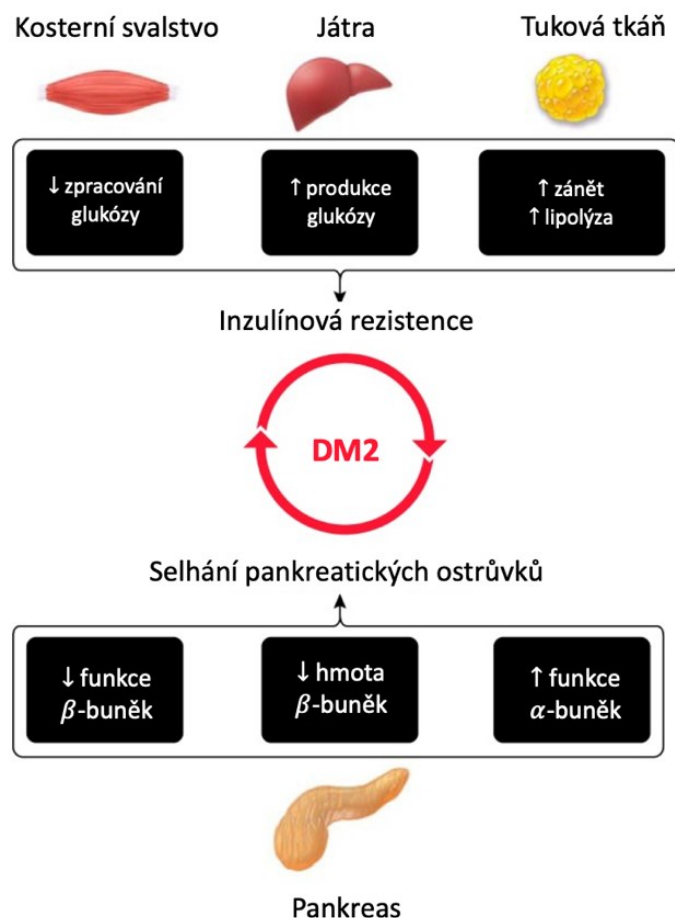 Kosterní svalstvo
Játra
Tuková tkáň
↓ zpracování
glukózy
↑ produkce
glukózy
↑ zánět
↑ lipolýza
Inzulínová rezistence
DM2
Selhání pankreatických ostrůvků
↓ funkce
β-buněk
↓ hmota
β-buněk
↑ funkce
α-buněk
Pankreas